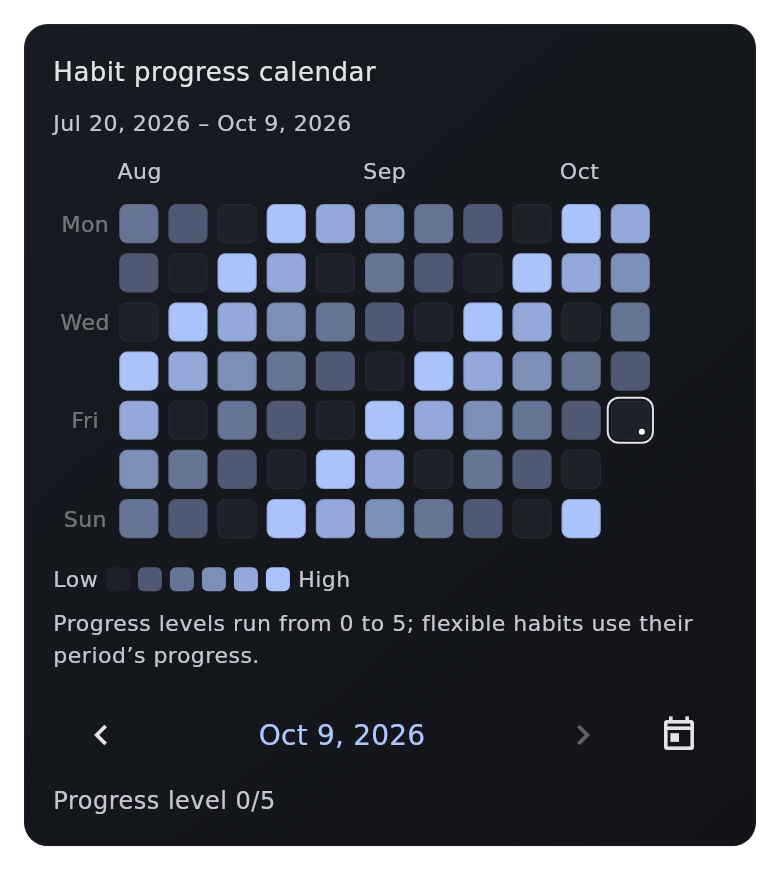 Habit progress calendar
Jul 20, 2026 – Oct 9, 2026
Aug Sep Oct
Mon
Wed
Fri
Sun
Low High
Progress levels run from 0 to 5; flexible habits use their
period’s progress.
Oct 9, 2026
Progress level 0/5